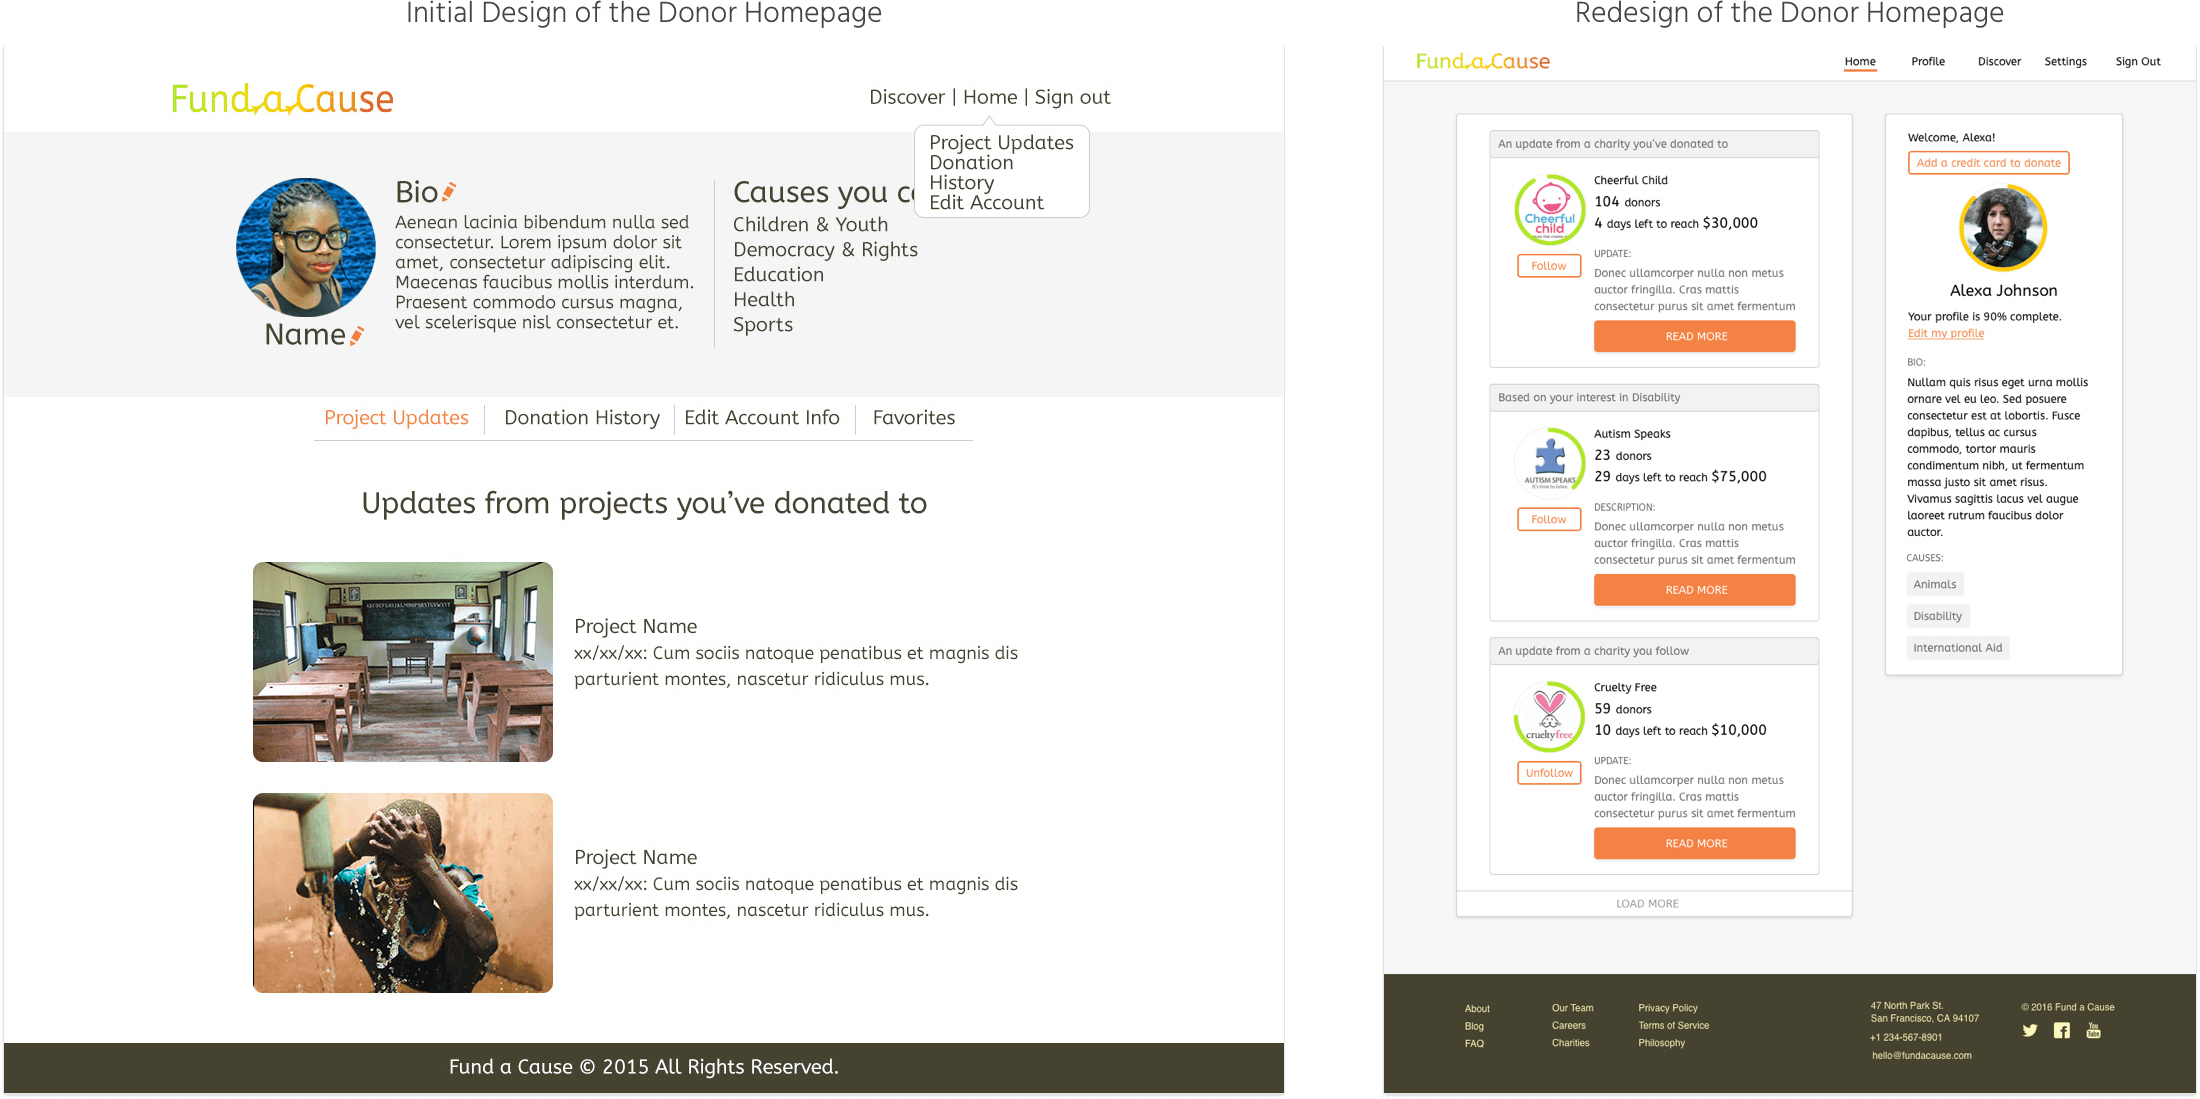 Initial Design of the Donor Homepage
Fund a Cause
Discover | Home | Sign out
Project Updates
Donation
History
Edit Account
Bio
Aenean lacinia bibendum nulla sed
consectetur. Lorem ipsum dolor sit
amet, consectetur adipiscing elit.
Maecenas faucibus mollis interdum.
Praesent commodo cursus magna,
vel scelerisque nisl consectetur et.
Name
Causes you c
Children & Youth
Democracy & Rights
Education
Health
Sports
Project Updates
Donation History
Edit Account Info
Favorites
Updates from projects you’ve donated to
ABCDEFGHIJKLMNOPQRSTUVWXYZ
Project Name
xx/xx/xx: Cum sociis natoque penatibus et magnis dis
parturient montes, nascetur ridiculus mus.
Project Name
xx/xx/xx: Cum sociis natoque penatibus et magnis dis
parturient montes, nascetur ridiculus mus.
Fund a Cause © 2015 All Rights Reserved.
Redesign of the Donor Homepage
Fund a Cause
Home
Profile
Discover
Settings
Sign Out
An update from a charity you’ve donated to
Cheerful
child
Follow
Cheerful Child
104 donors
4 days left to reach $30,000
UPDATE:
Donec ullamcorper nulla non metus
auctor fringilla. Cras mattis
consectetur purus sit amet fermentum
READ MORE
Based on your interest in Disability
AUTISM SPEAKS
It's time to listen.
Follow
Autism Speaks
23 donors
29 days left to reach $75,000
DESCRIPTION:
Donec ullamcorper nulla non metus
auctor fringilla. Cras mattis
consectetur purus sit amet fermentum
READ MORE
An update from a charity you follow
crueltyfree
Unfollow
Cruelty Free
59 donors
10 days left to reach $10,000
UPDATE:
Donec ullamcorper nulla non metus
auctor fringilla. Cras mattis
consectetur purus sit amet fermentum
READ MORE
LOAD MORE
Welcome, Alexa!
Add a credit card to donate
Alexa Johnson
Your profile is 90% complete.
Edit my profile
BIO:
Nullam quis risus eget urna mollis
ornare vel eu leo. Sed posuere
consectetur est at lobortis. Fusce
dapibus, tellus ac cursus
commodo, tortor mauris
condimentum nibh, ut fermentum
massa justo sit amet risus.
Vivamus sagittis lacus vel augue
laoreet rutrum faucibus dolor
auctor.
CAUSES:
Animals
Disability
International Aid
About
Blog
FAQ
Our Team
Careers
Charities
Privacy Policy
Terms of Service
Philosophy
47 North Park St.
San Francisco, CA 94107
+1 234-567-8901
hello@fundacause.com
© 2016 Fund a Cause
You
Tube